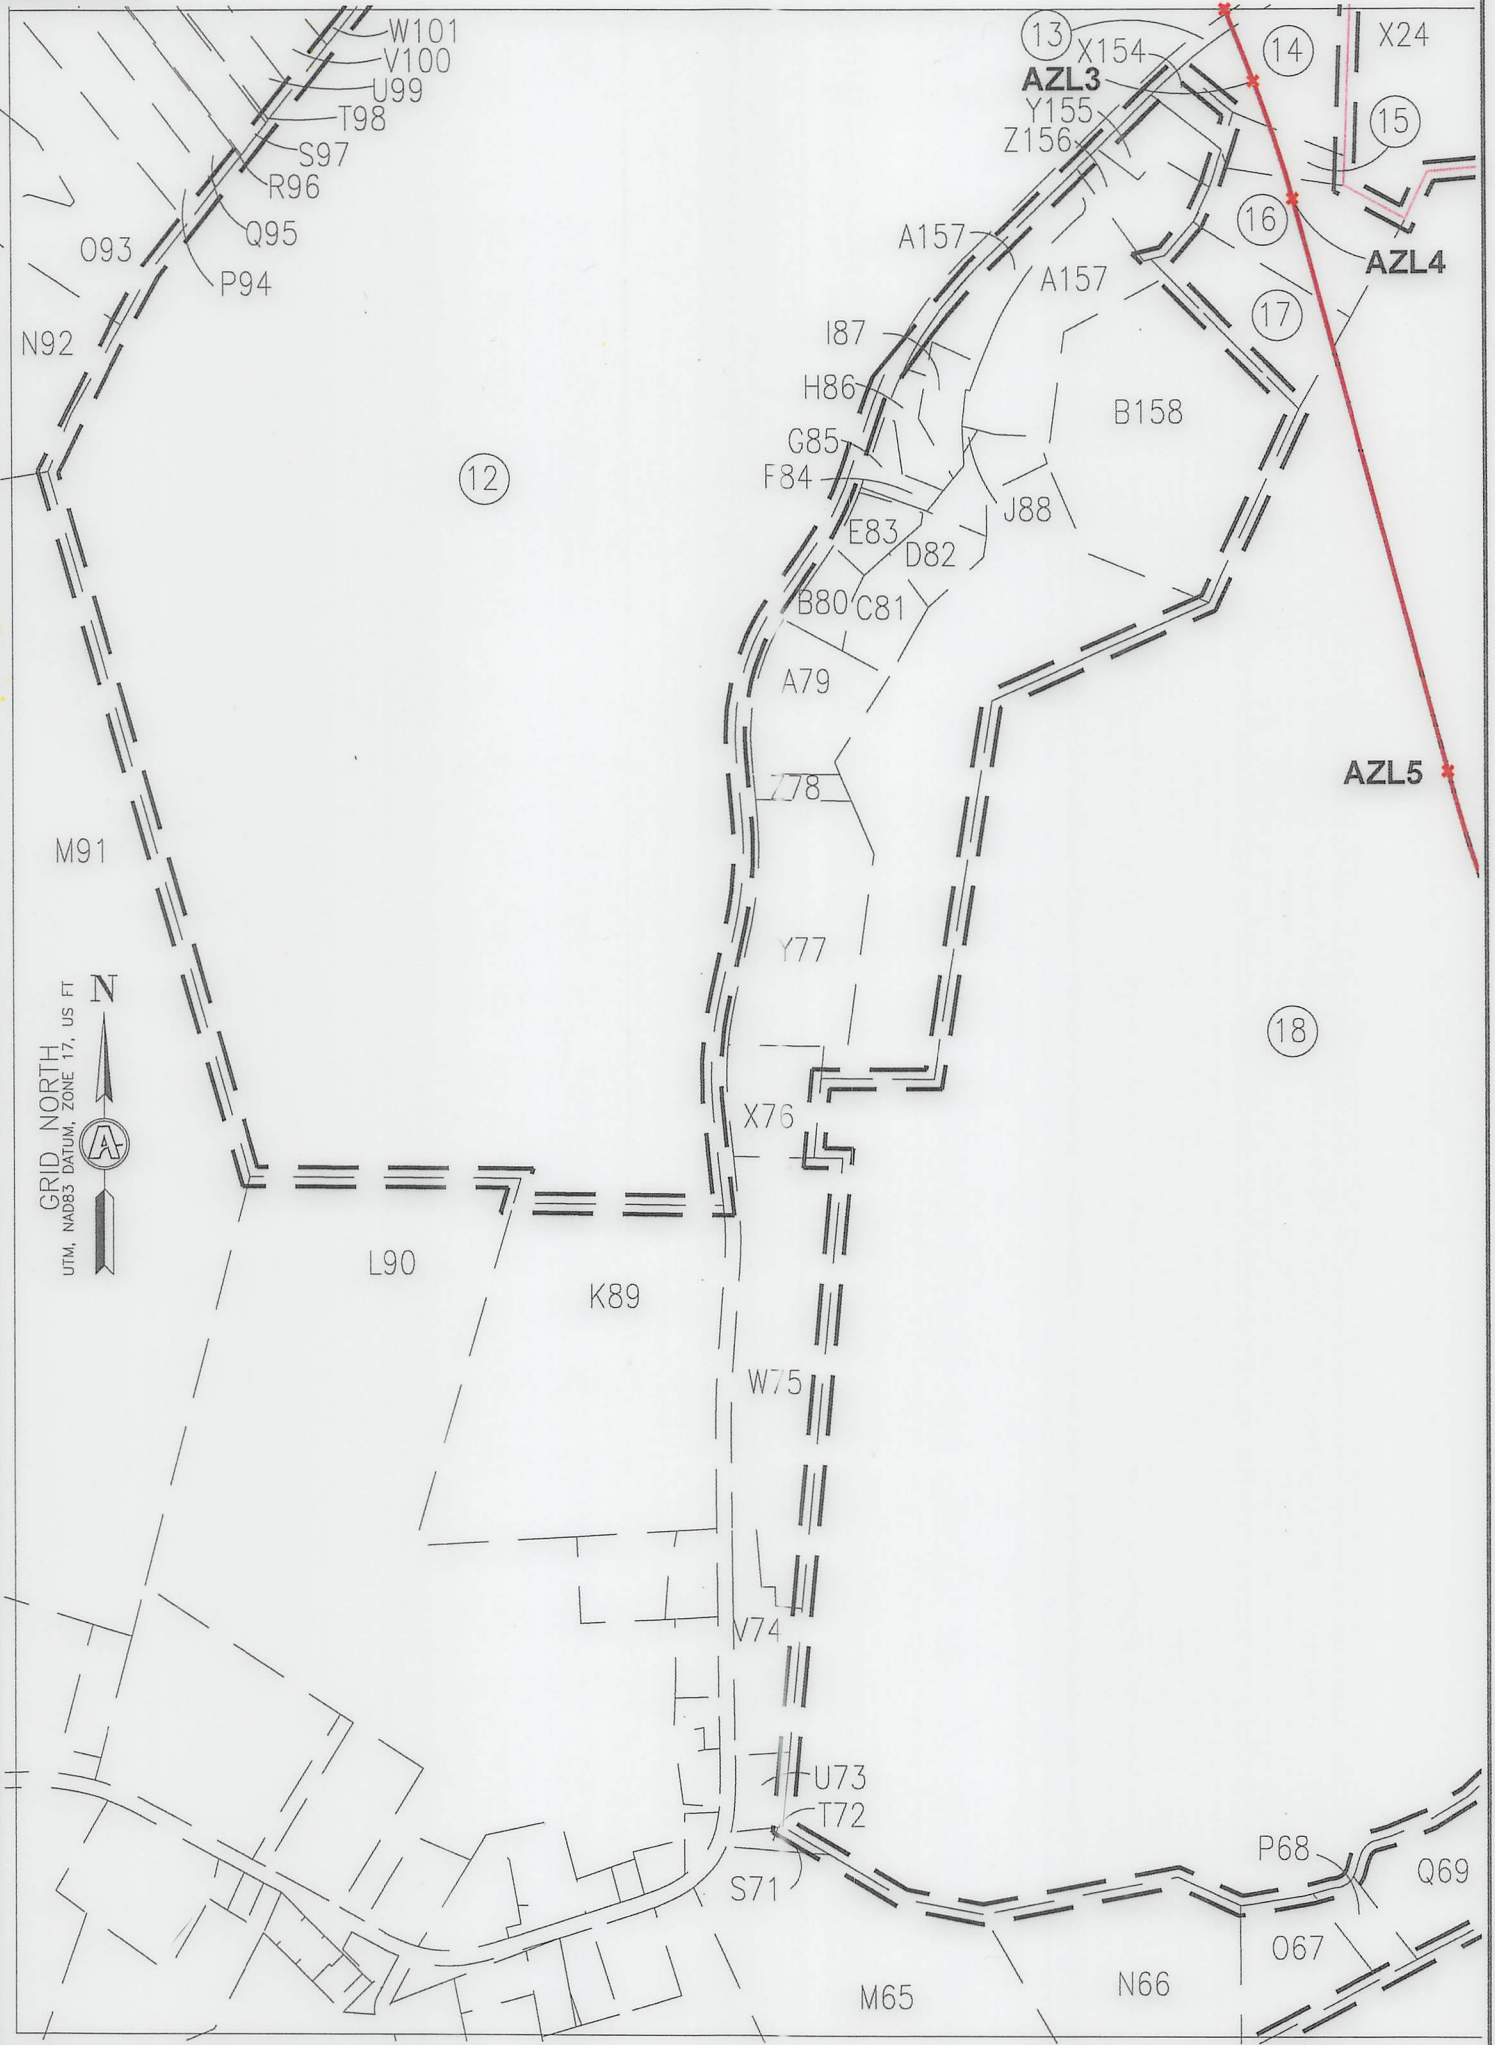 W101
V100
U99
T98
S97
R96
Q95
P94
O93
N92
M91
13
X154
AZL3
Y155
Z156
14
X24
15
16
AZL4
17
A157
A157
I87
H86
G85
F84
B158
12
J88
E83
D82
B80
C81
A79
Z78
AZL5
Y77
18
N
GRID NORTH
UTM, NAD83 DATUM, ZONE 17, US FT
A
X76
L90
K89
W75
V74
U73
T72
S71
P68
Q69
O67
N66
M65